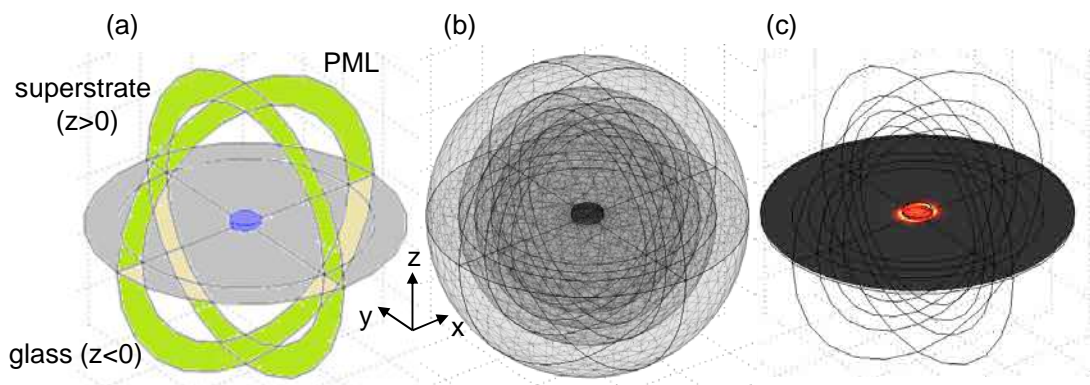 (a)
PML
superstrate
(z>0)
glass (z<0)
(b)
z
y
x
(c)